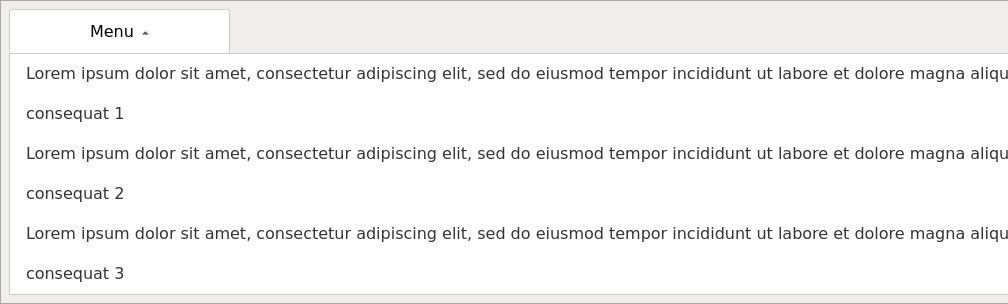 Menu
Lorem ipsum dolor sit amet, consectetur adipiscing elit, sed do eiusmod tempor incididunt ut labore et dolore magna aliqu
consequat 1
Lorem ipsum dolor sit amet, consectetur adipiscing elit, sed do eiusmod tempor incididunt ut labore et dolore magna aliqu
consequat 2
Lorem ipsum dolor sit amet, consectetur adipiscing elit, sed do eiusmod tempor incididunt ut labore et dolore magna aliqu
consequat 3